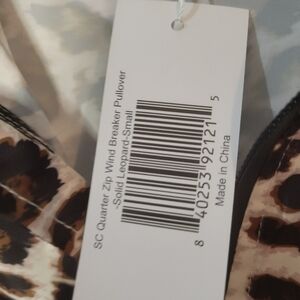 SC Quarter Zip Wind Breaker Pullover
-Solid Leopard-Small
8 40253 92121 5
Made in China